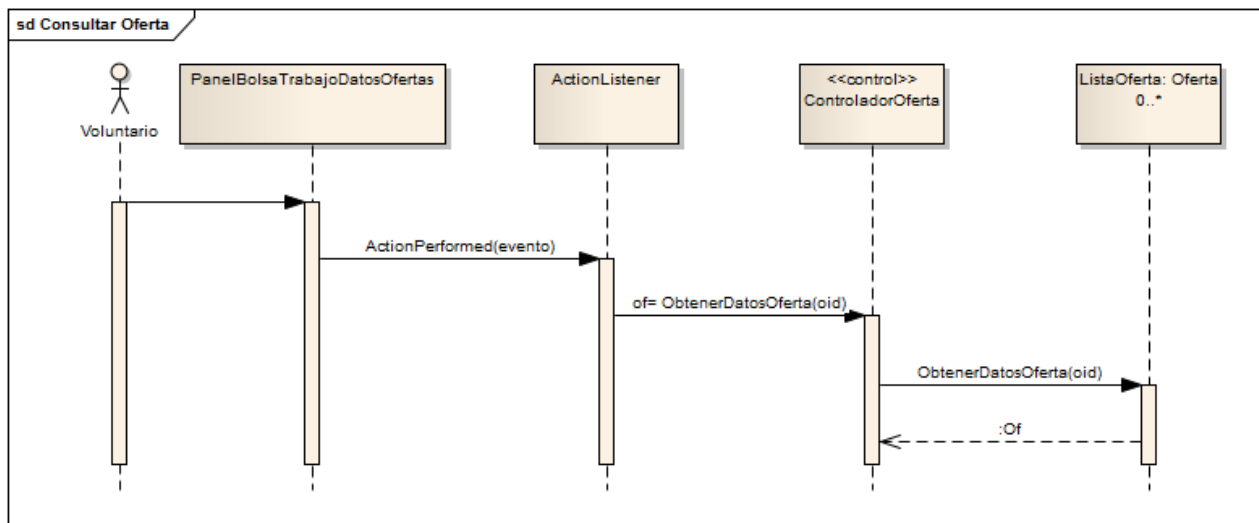 sd Consultar Oferta
Voluntario
PanelBolsaTrabajoDatosOfertas
ActionListener
<<control>>
ControladorOferta
ListaOferta: Oferta
0..*
ActionPerformed(evento)
of= ObtenerDatosOferta(oid)
ObtenerDatosOferta(oid)
:Of